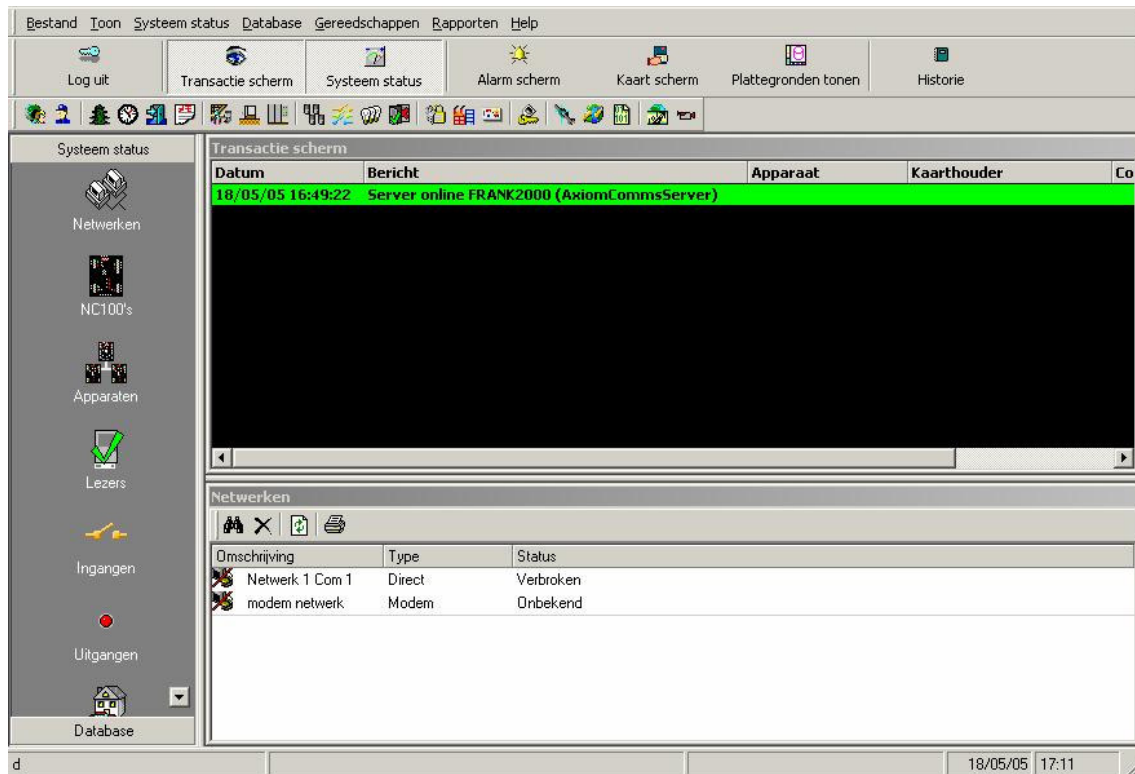 Bestand Toon Systeem status Database Gereedschappen Rapporten Help
Log uit Transactie scherm Systeem status Alarm scherm Kaart scherm Plattegronden tonen Historie
Systeem status
Netwerken
NC100's
Apparaten
Lezers
Ingangen
Uitgangen
Database
Transactie scherm
Datum Bericht Apparaat Kaarthouder Co
18/05/05 16:49:22 Server online FRANK2000 (AxiomCommsServer)
Netwerken
Omschrijving Type Status
Netwerk 1 Com 1 Direct Verbroken
modem netwerk Modem Onbekend
d 18/05/05 17:11